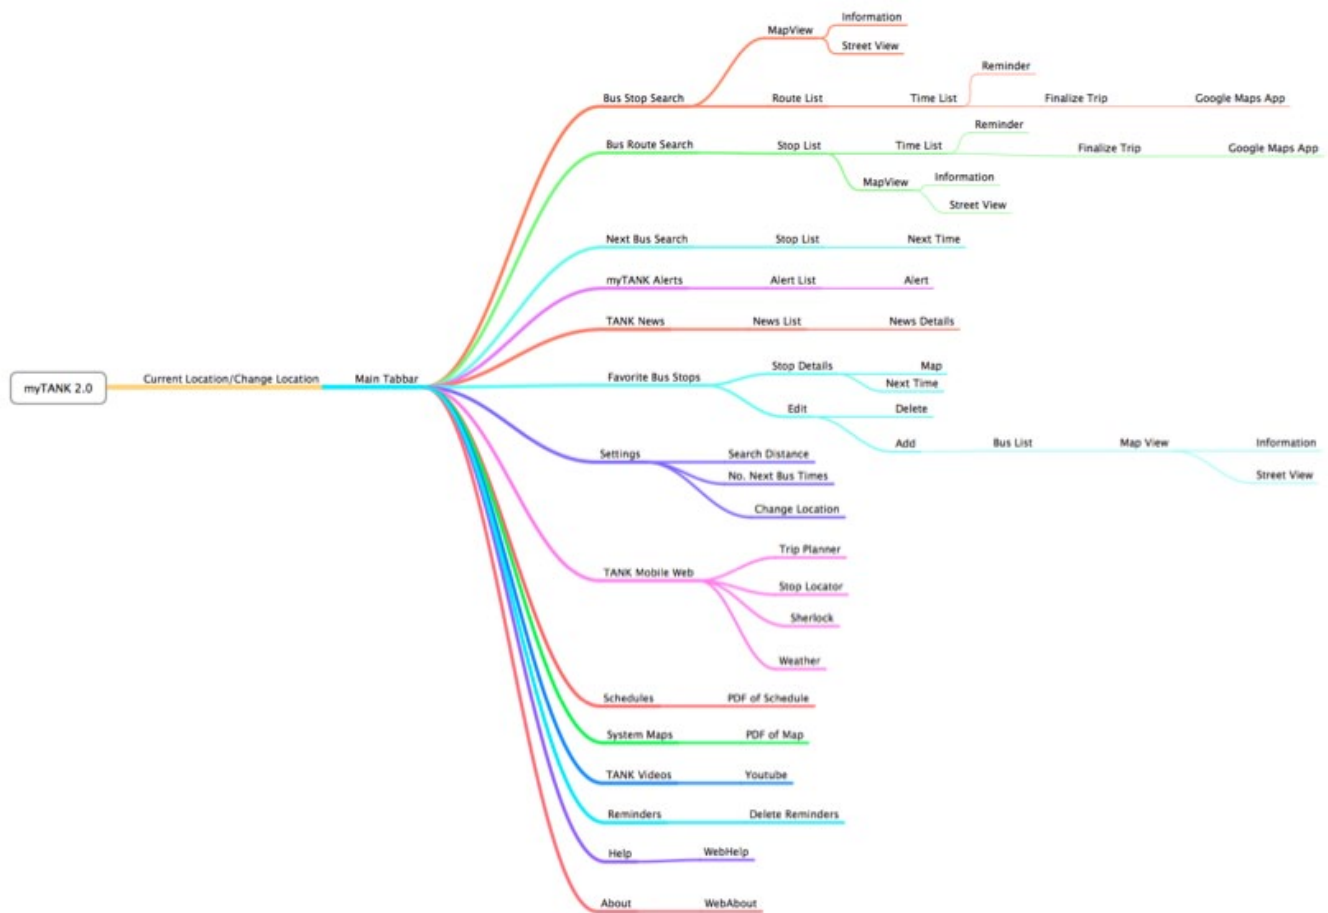 myTANK 2.0
Current Location/Change Location
Main Tabbar
Bus Stop Search
MapView
Information
Street View
Route List
Time List
Reminder
Finalize Trip
Google Maps App
Bus Route Search
Stop List
Time List
Reminder
Finalize Trip
Google Maps App
MapView
Information
Street View
Next Bus Search
Stop List
Next Time
myTANK Alerts
Alert List
Alert
TANK News
News List
News Details
Favorite Bus Stops
Stop Details
Map
Next Time
Edit
Delete
Add
Bus List
Map View
Information
Street View
Settings
Search Distance
No. Next Bus Times
Change Location
TANK Mobile Web
Trip Planner
Stop Locator
Sherlock
Weather
Schedules
PDF of Schedule
System Maps
PDF of Map
TANK Videos
Youtube
Reminders
Delete Reminders
Help
WebHelp
About
WebAbout